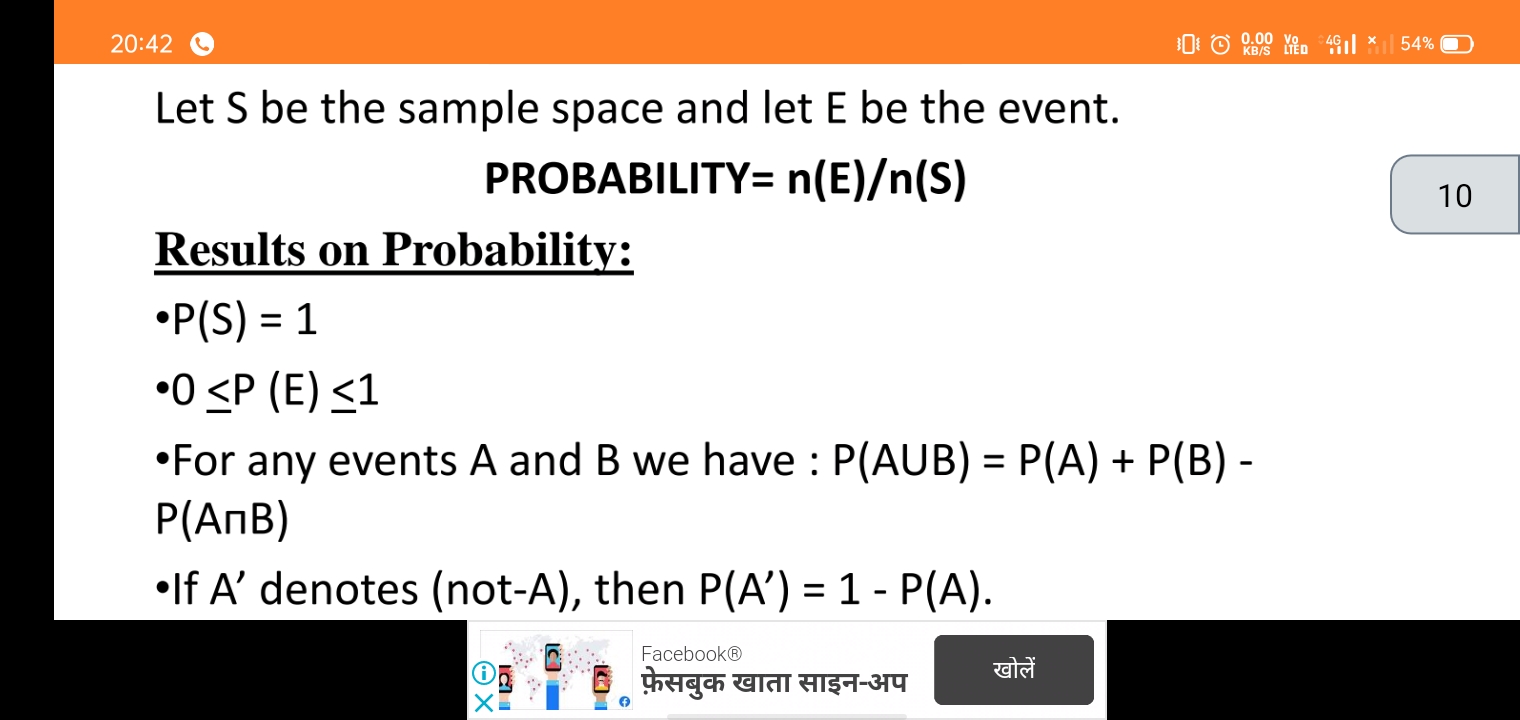 20:42
0.00 KB/S Vo LTE D 4G 54%
Let S be the sample space and let E be the event.
PROBABILITY= n(E)/n(S)
10
Results on Probability:
•P(S) = 1
•0 ≤P (E) ≤1
•For any events A and B we have : P(AUB) = P(A) + P(B) -
P(AпB)
•If A’ denotes (not-A), then P(A’) = 1 - P(A).
Facebook®
फ़ेसबुक खाता साइन-अप
खोलें